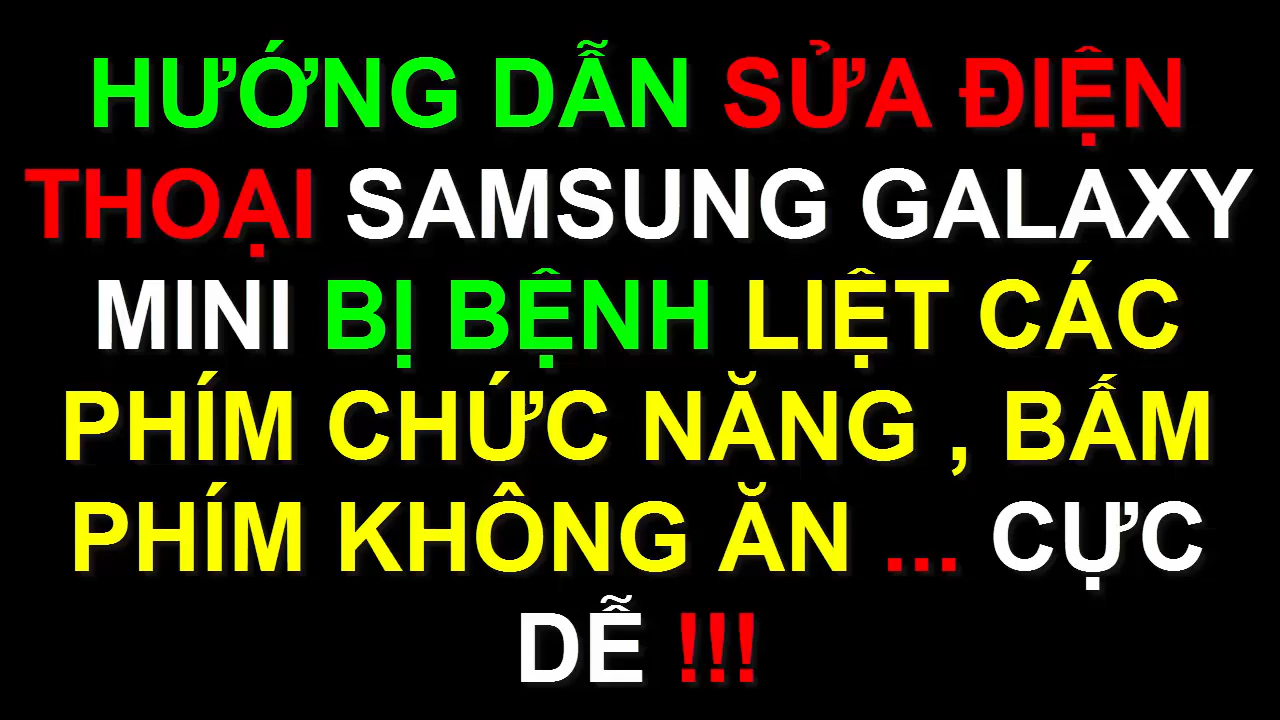 HƯỚNG DẪN SỬA ĐIỆN
THOẠI SAMSUNG GALAXY
MINI BỊ BỆNH LIỆT CÁC
PHÍM CHỨC NĂNG , BẤM
PHÍM KHÔNG ĂN ... CỰC
DỄ !!!